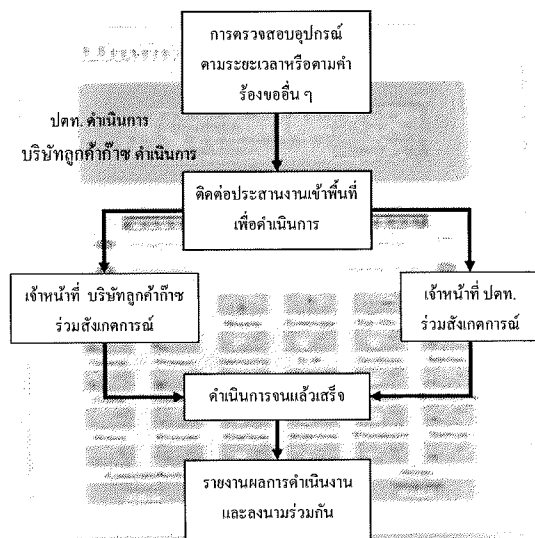 การตรวจสอบอุปกรณ์
ตามระยะเวลาหรือตามคำ
ร้องขออื่น ๆ
ปตท. ดำเนินการ
บริษัทลูกค้าก๊าซ ดำเนินการ
ติดต่อประสานงานเข้าพื้นที่
เพื่อดำเนินการ
เจ้าหน้าที่ บริษัทลูกค้าก๊าซ
ร่วมสังเกตการณ์
เจ้าหน้าที่ ปตท.
ร่วมสังเกตการณ์
ดำเนินการจนแล้วเสร็จ
รายงานผลการดำเนินงาน
และลงนามร่วมกัน